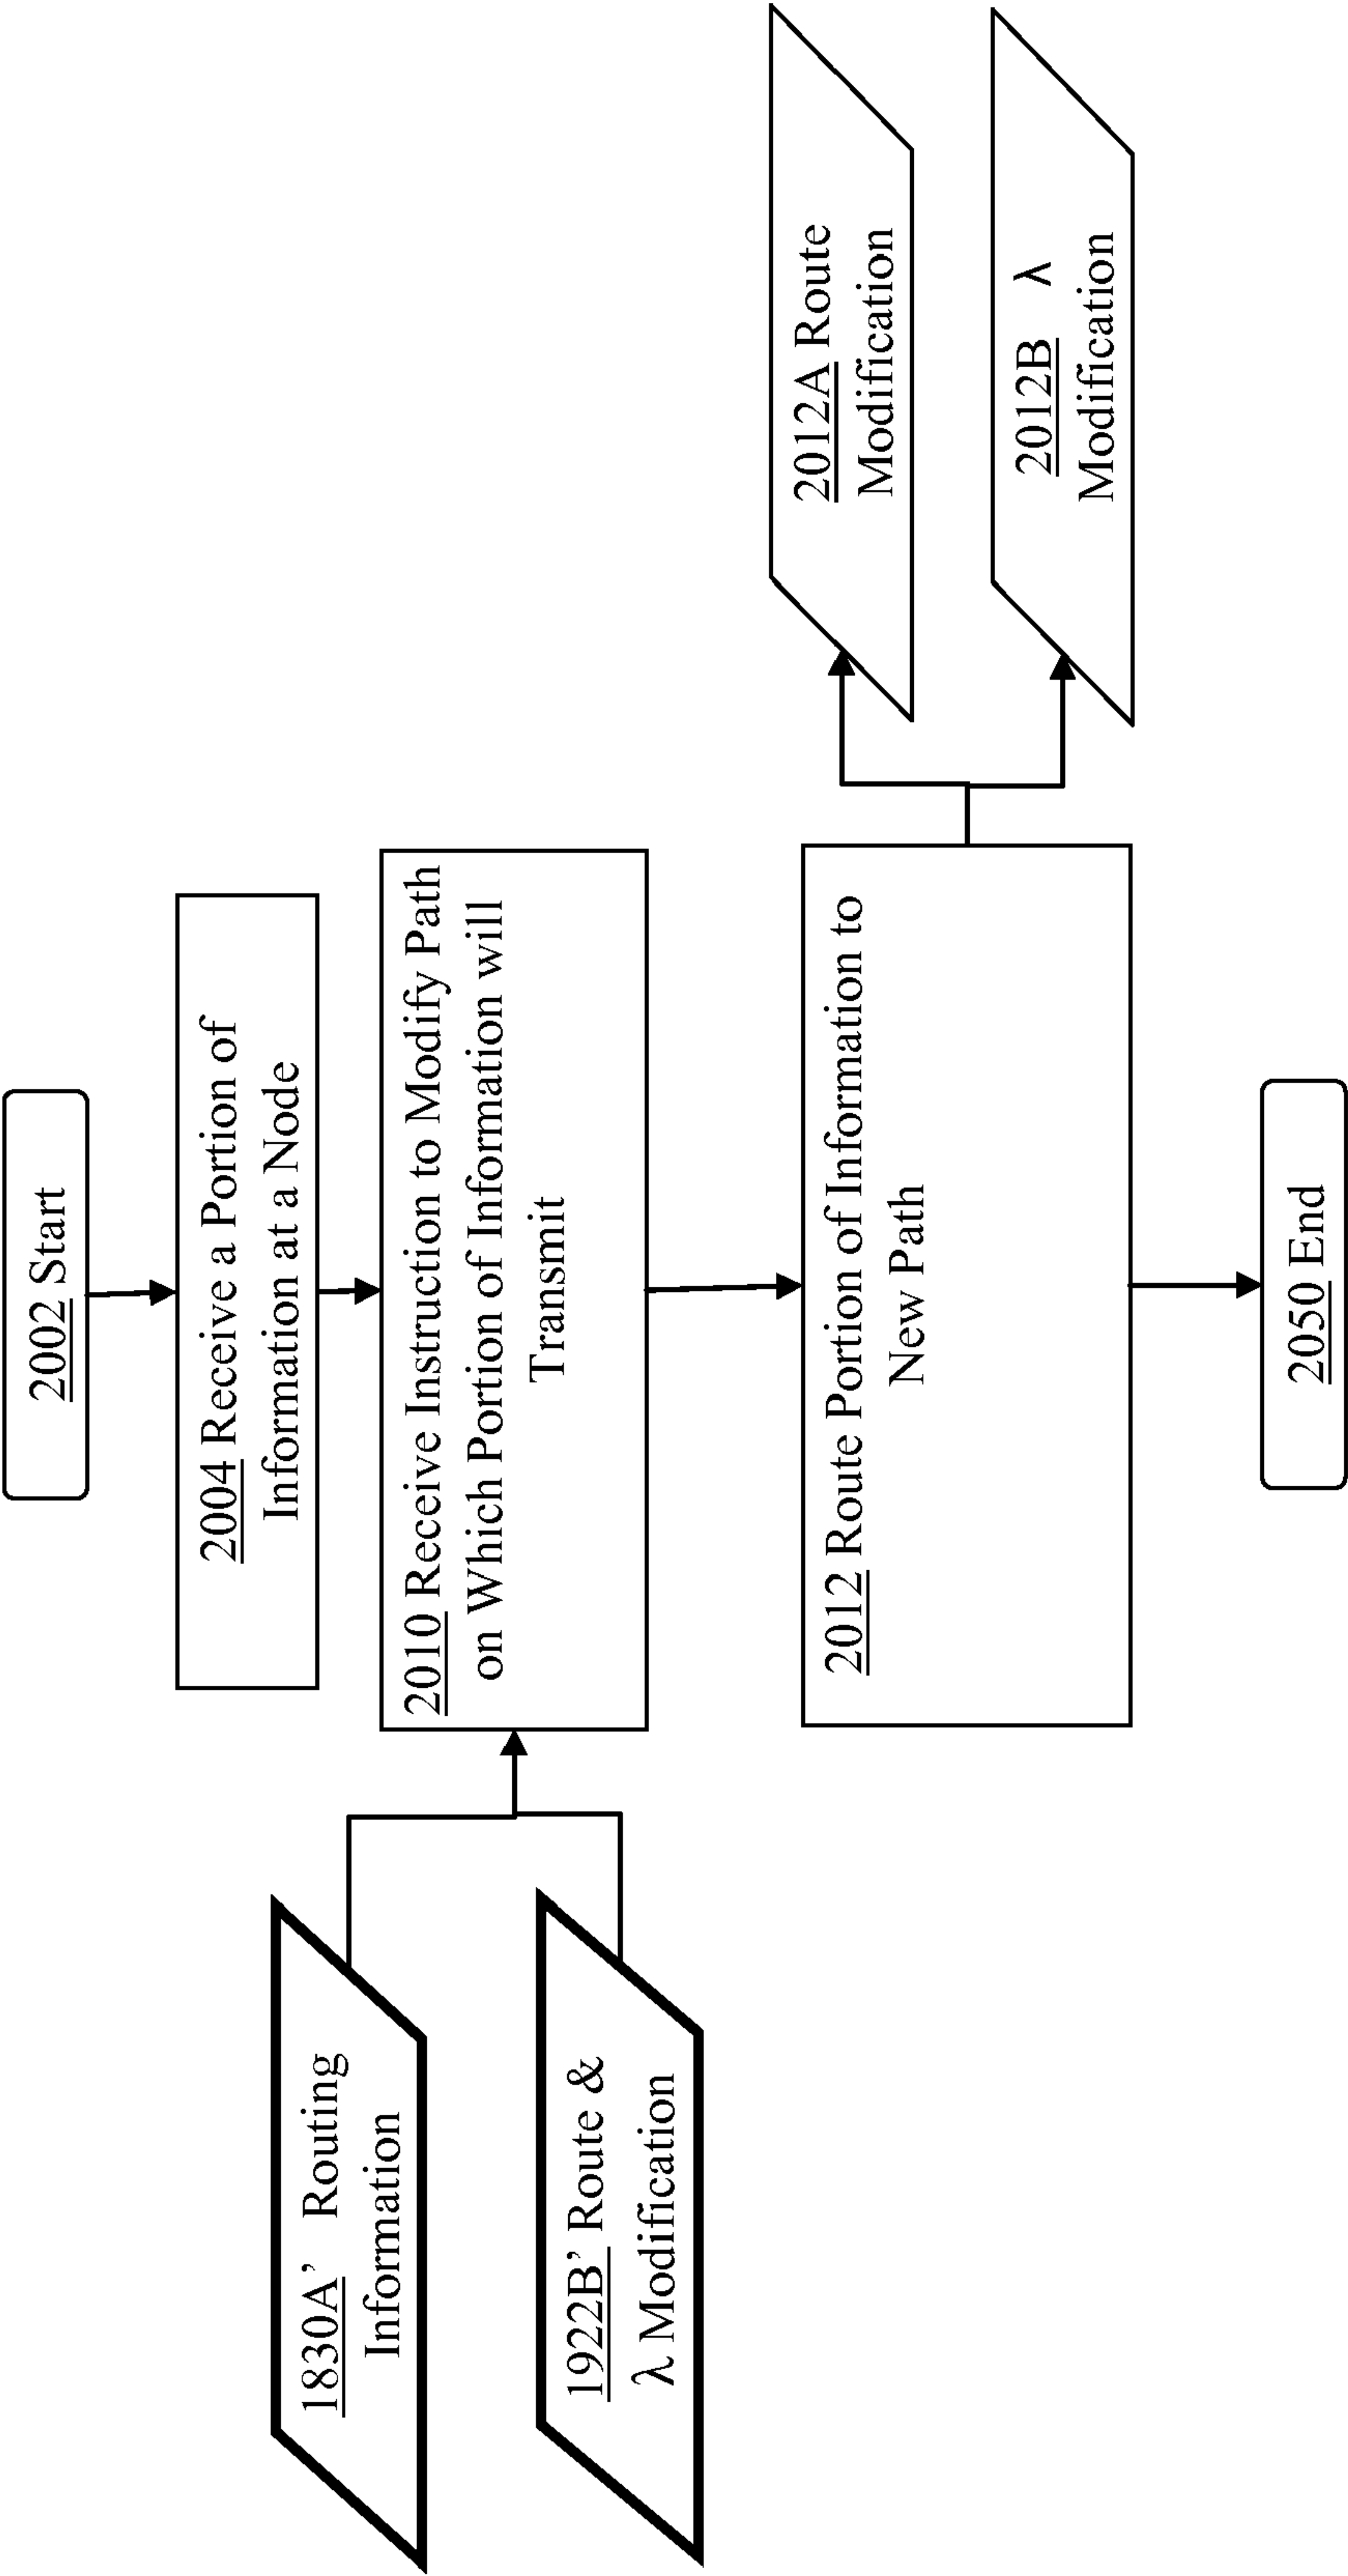 2002 Start
2004 Receive a Portion of
Information at a Node
1830A’ Routing
Information
2010 Receive Instruction to Modify Path
on Which Portion of Information will
Transmit
1922B’ Route &
λ Modification
2012 Route Portion of Information to
New Path
2012A Route
Modification
2012B λ
Modification
2050 End